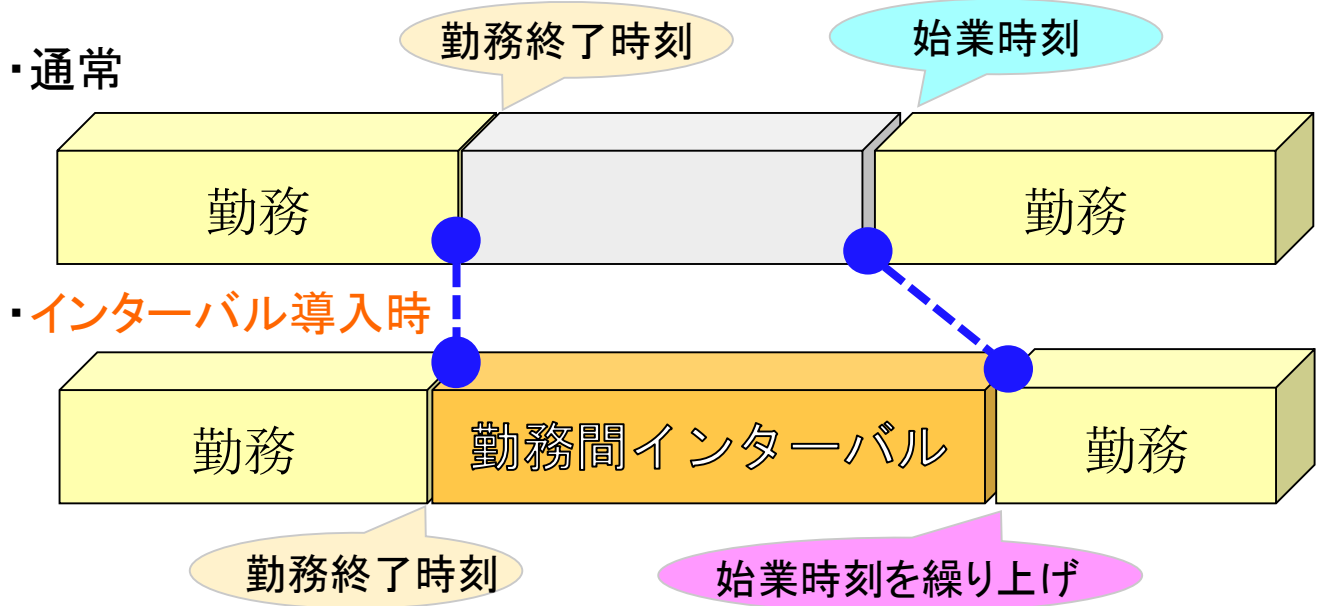 勤務終了時刻
始業時刻
・通常
勤務
勤務
・インターバル導入時
勤務
勤務間インターバル
勤務
勤務終了時刻
始業時刻を繰り上げ